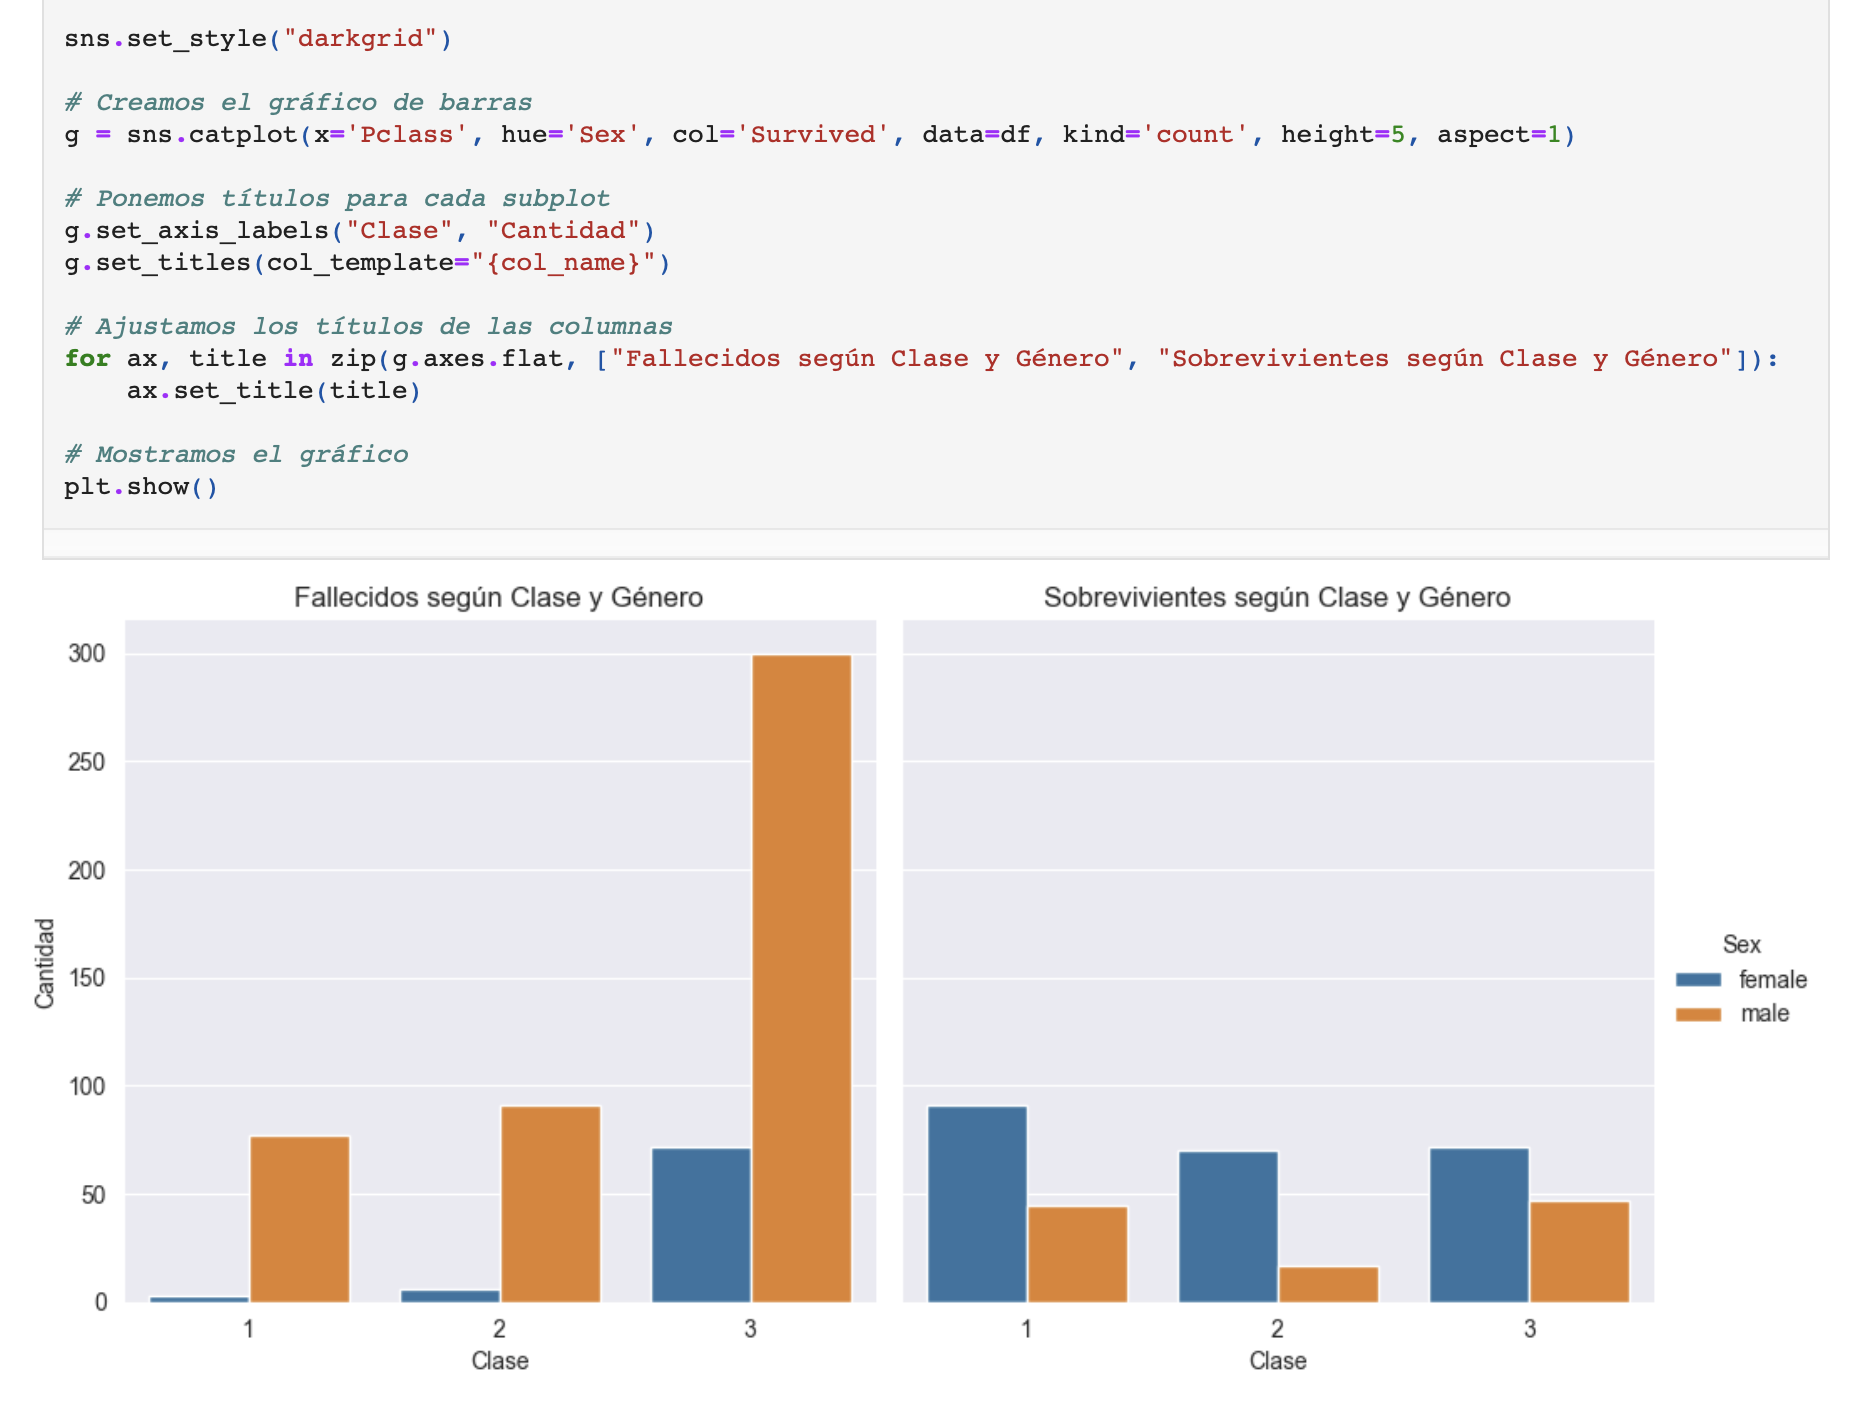 sns.set_style("darkgrid")
# Creamos el gráfico de barras
g = sns.catplot(x='Pclass', hue='Sex', col='Survived', data=df, kind='count', height=5, aspect=1)
# Ponemos títulos para cada subplot
g.set_axis_labels("Clase", "Cantidad")
g.set_titles(col_template="{col_name}")
# Ajustamos los títulos de las columnas
for ax, title in zip(g.axes.flat, ["Fallecidos según Clase y Género", "Sobrevivientes según Clase y Género"]):
    ax.set_title(title)
# Mostramos el gráfico
plt.show()
Fallecidos según Clase y Género
300
250
200
150
100
50
0
Cantidad
1 2 3
Clase
Sobrevivientes según Clase y Género
1 2 3
Clase
Sex
female
male